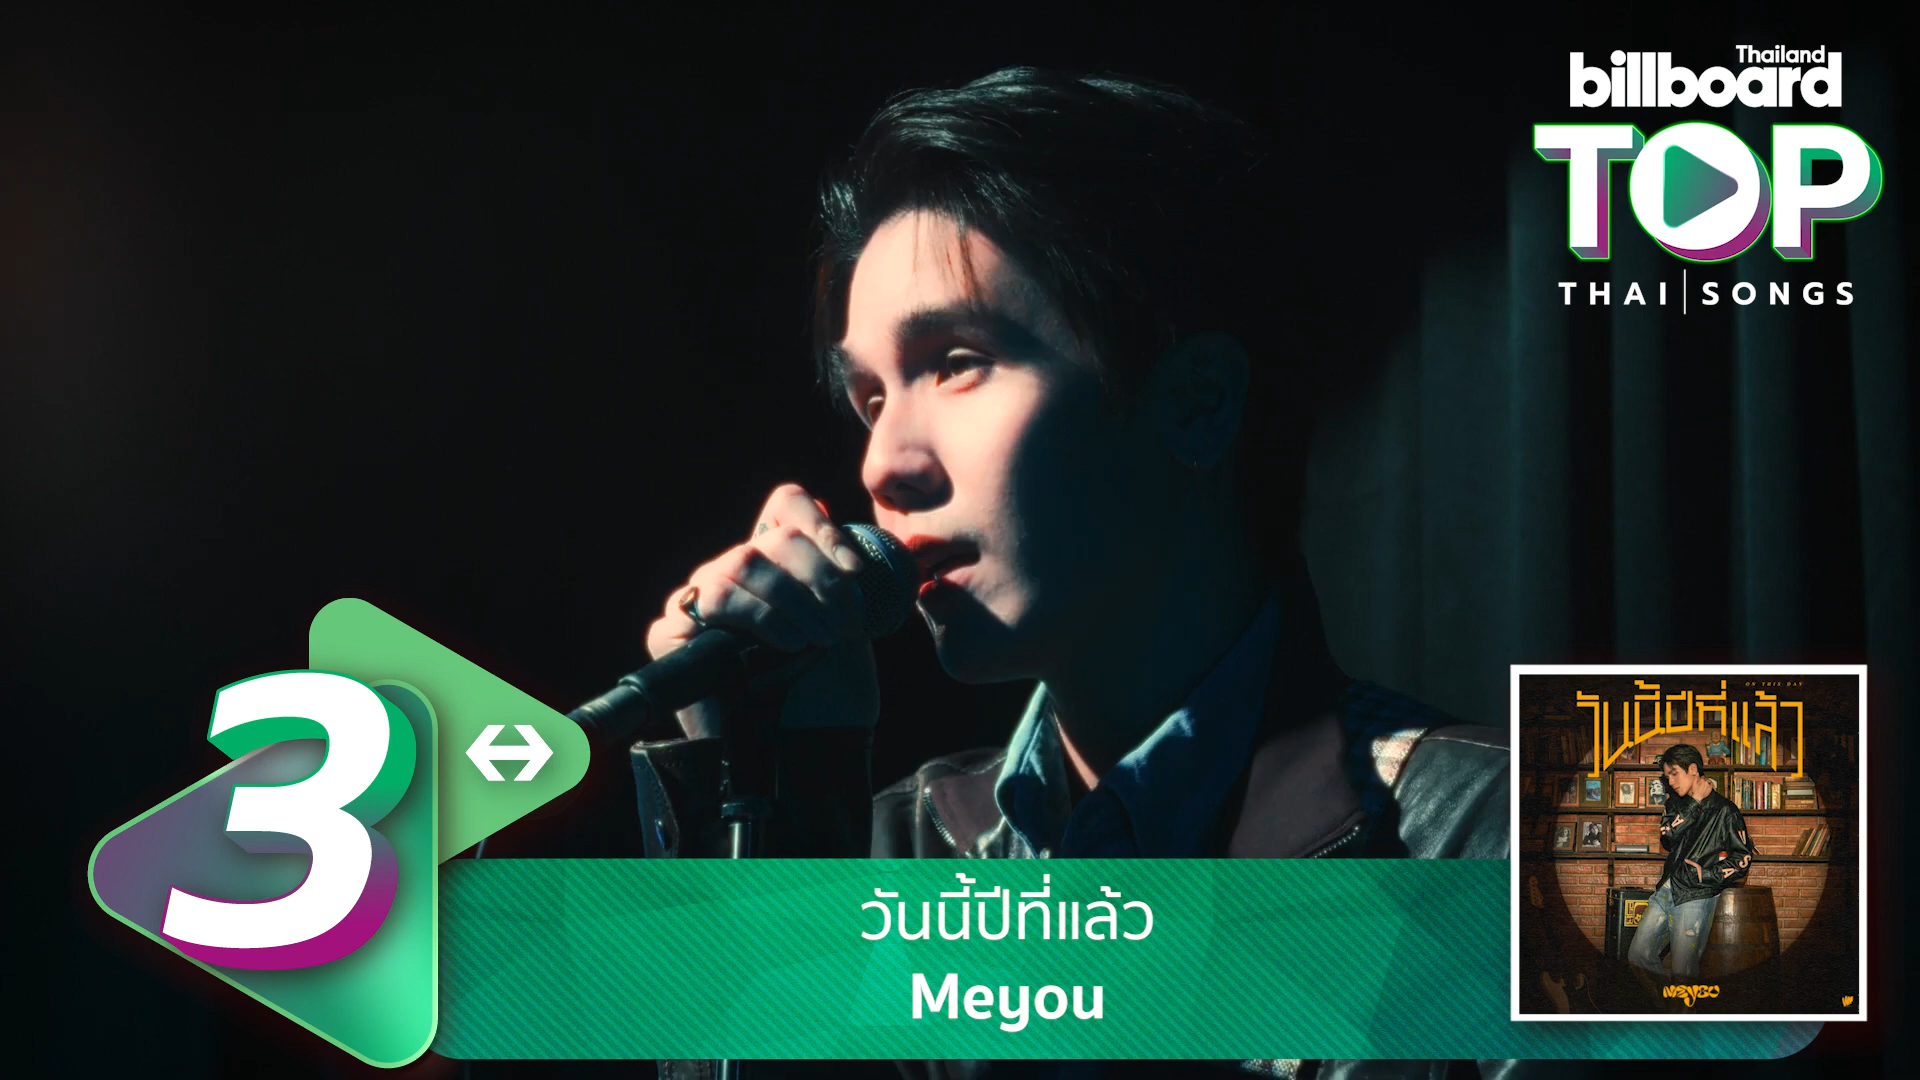 Thailand
billboard
TOP
THAI | SONGS
3
วันนี้ปีที่แล้ว
Meyou
ON THIS DAY
วันนี้ปีที่แล้ว
MEYOU